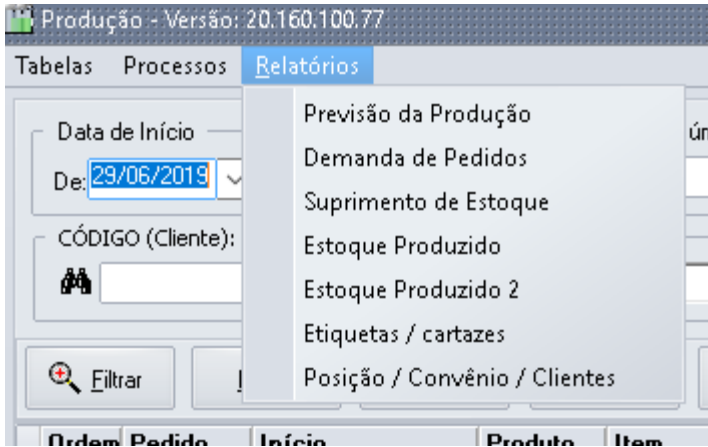 Produção - Versão: 20.160.100.77
Tabelas Processos Relatórios
Previsão da Produção
Demanda de Pedidos
Suprimento de Estoque
Estoque Produzido
Estoque Produzido 2
Etiquetas / cartazes
Posição / Convênio / Clientes
Data de Início
De: 29/06/2019
CÓDIGO (Cliente):
Filtrar
Ordem Pedido Início Produto Item